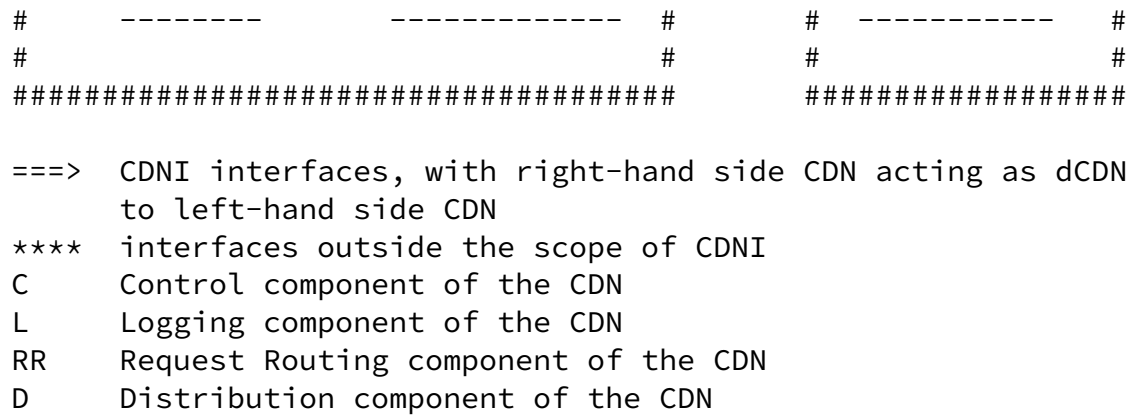 #     --------       -------------  #       #  -----------   #
#                                   #       #                #
#####################################       ##################
===>  CDNI interfaces, with right-hand side CDN acting as dCDN
      to left-hand side CDN
****  interfaces outside the scope of CDNI
C     Control component of the CDN
L     Logging component of the CDN
RR    Request Routing component of the CDN
D     Distribution component of the CDN